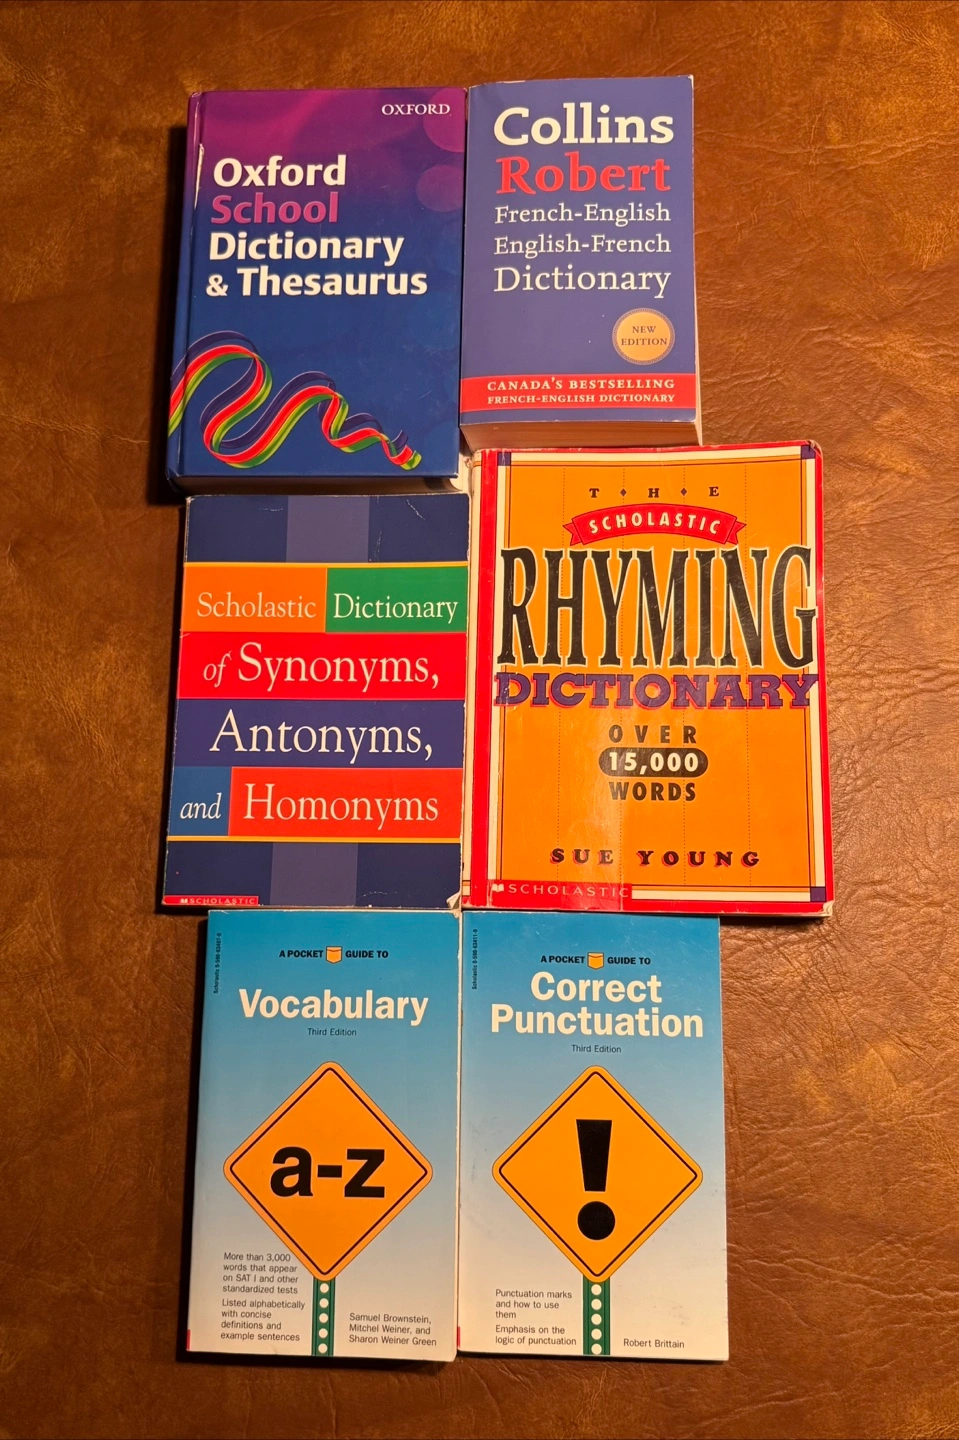 OXFORD
Oxford
School
Dictionary
& Thesaurus
Collins
Robert
French-English
English-French
Dictionary
NEW
EDITION
CANADA'S BESTSELLING
FRENCH-ENGLISH DICTIONARY
Scholastic Dictionary
of Synonyms,
Antonyms,
and Homonyms
SCHOLASTIC
T•H•E
SCHOLASTIC
RHYMING
DICTIONARY
OVER
15,000
WORDS
SUE YOUNG
SCHOLASTIC
A POCKET GUIDE TO
Vocabulary
Third Edition
a-z
More than 3,000
words that appear
on SAT I and other
standardized tests
Listed alphabetically
with concise
definitions and
example sentences
Samuel Brownstein,
Mitchel Weiner, and
Sharon Weiner Green
A POCKET GUIDE TO
Correct
Punctuation
Third Edition
!
Punctuation marks
and how to use
them
Emphasis on the
logic of punctuation
Robert Brittain